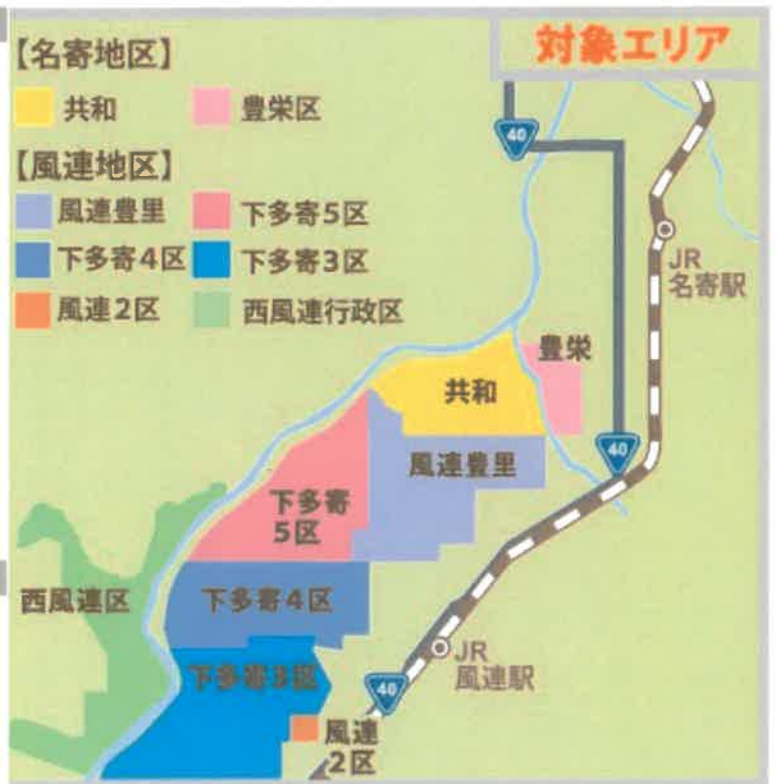 対象エリア
【名寄地区】
共和
豊栄区
【風連地区】
風連豊里
下多寄5区
下多寄4区
下多寄3区
風連2区
西風連行政区
40
JR
名寄駅
豊栄
共和
40
風連豊里
下多寄
5区
西風連区
下多寄4区
JR
風連駅
下多寄3区
40
風連
2区